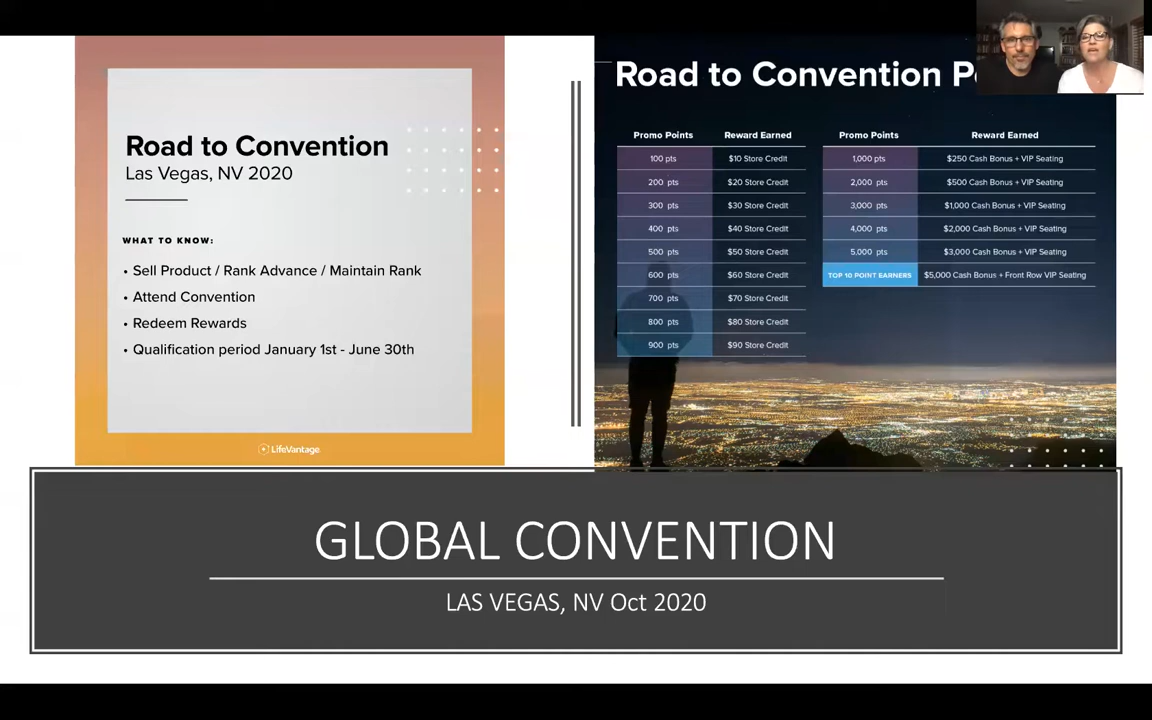 Road to Convention
Las Vegas, NV 2020
WHAT TO KNOW:
• Sell Product / Rank Advance / Maintain Rank
• Attend Convention
• Redeem Rewards
• Qualification period January 1st - June 30th
LifeVantage
Road to Convention
Promo Points Reward Earned
100 pts $10 Store Credit
200 pts $20 Store Credit
300 pts $30 Store Credit
400 pts $40 Store Credit
500 pts $50 Store Credit
600 pts $60 Store Credit
700 pts $70 Store Credit
800 pts $80 Store Credit
900 pts $90 Store Credit
Promo Points Reward Earned
1,000 pts $250 Cash Bonus + VIP Seating
2,000 pts $500 Cash Bonus + VIP Seating
3,000 pts $1,000 Cash Bonus + VIP Seating
4,000 pts $2,000 Cash Bonus + VIP Seating
5,000 pts $3,000 Cash Bonus + VIP Seating
TOP 10 POINT EARNERS $5,000 Cash Bonus + Front Row VIP Seating
GLOBAL CONVENTION
LAS VEGAS, NV Oct 2020